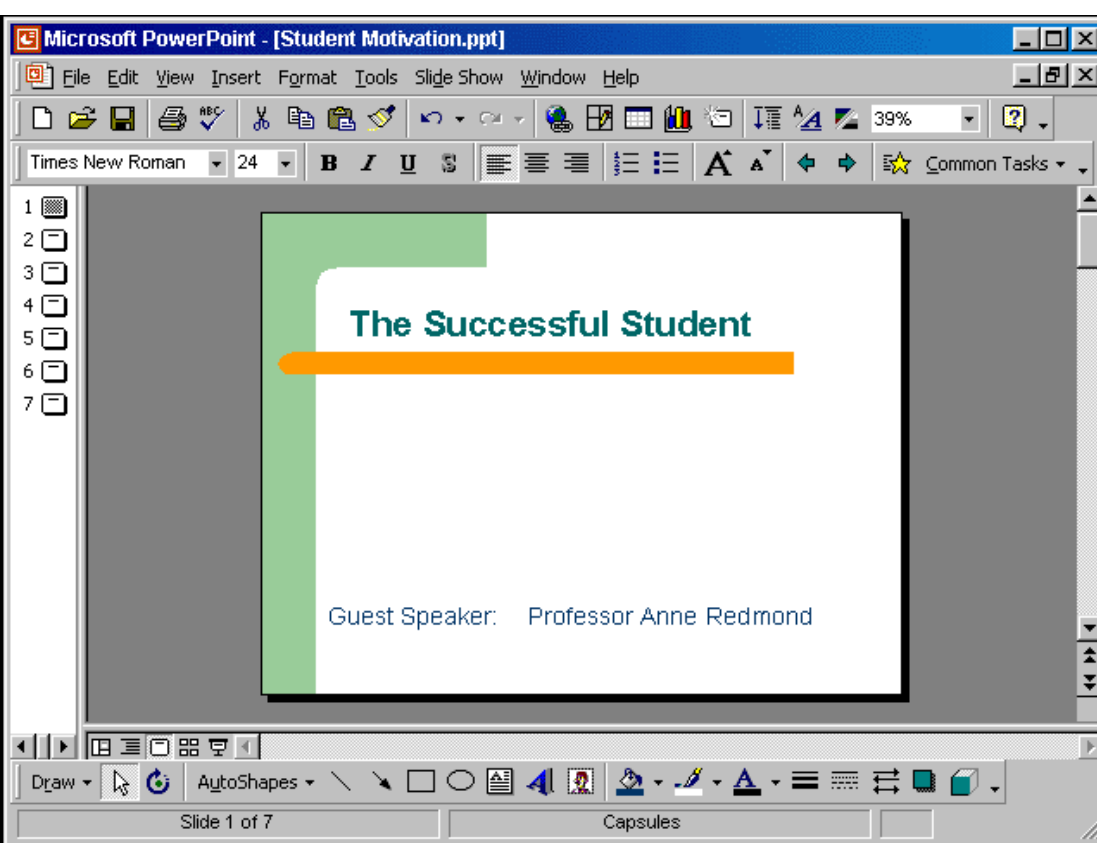 Microsoft PowerPoint - [Student Motivation.ppt]
File Edit View Insert Format Tools Slide Show Window Help
ABC 39%
Times New Roman 24 B I U S A A Common Tasks
1
2
3
4
5
6
7
The Successful Student
Guest Speaker: Professor Anne Redmond
Draw AutoShapes A
Slide 1 of 7 Capsules